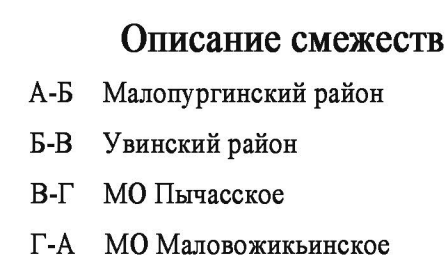 Описание смежеств
А-Б Малопургинский район
Б-В Увинский район
В-Г МО Пычасское
Г-А МО Маловожикьинское